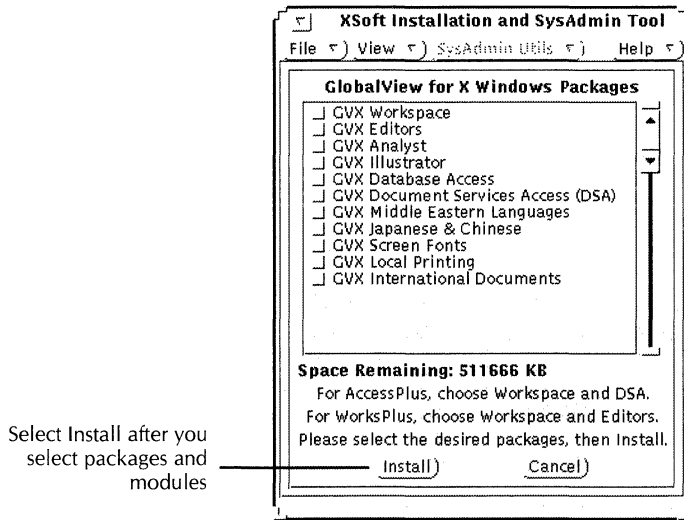 XSoft Installation and SysAdmin Tool
File View SysAdmin Utils Help
GlobalView for X Windows Packages
GVX Workspace
GVX Editors
GVX Analyst
GVX Illustrator
GVX Database Access
GVX Document Services Access (DSA)
GVX Middle Eastern Languages
GVX Japanese & Chinese
GVX Screen Fonts
GVX Local Printing
GVX International Documents
Space Remaining: 511666 KB
For AccessPlus, choose Workspace and DSA.
For WorksPlus, choose Workspace and Editors.
Please select the desired packages, then Install.
Install Cancel
Select Install after you
select packages and
modules